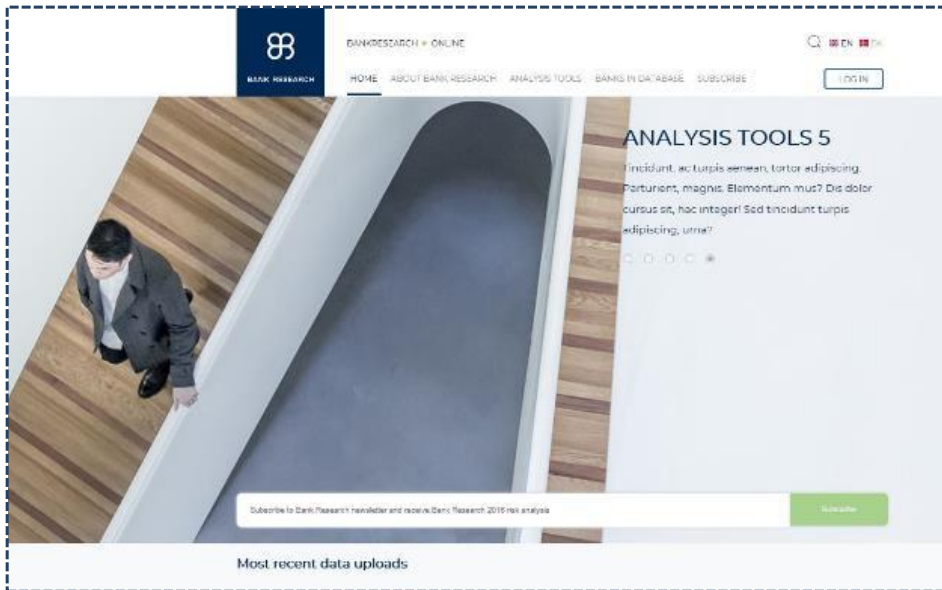 BANKRESEARCH • ONLINE
EN DK
BANK RESEARCH
HOME ABOUT BANK RESEARCH ANALYSIS TOOLS BANKS IN DATABASE SUBSCRIBE
LOG IN
ANALYSIS TOOLS 5
Tincidunt, ac turpis aenean, tortor adipiscing.
Parturient, magnis. Elementum mus? Dis dolor
cursus sit, hac integer! Sed tincidunt turpis
adipiscing, urna?
Subscribe to Bank Research newsletter and receive Bank Research 2016 risk analysis
Subscribe
Most recent data uploads